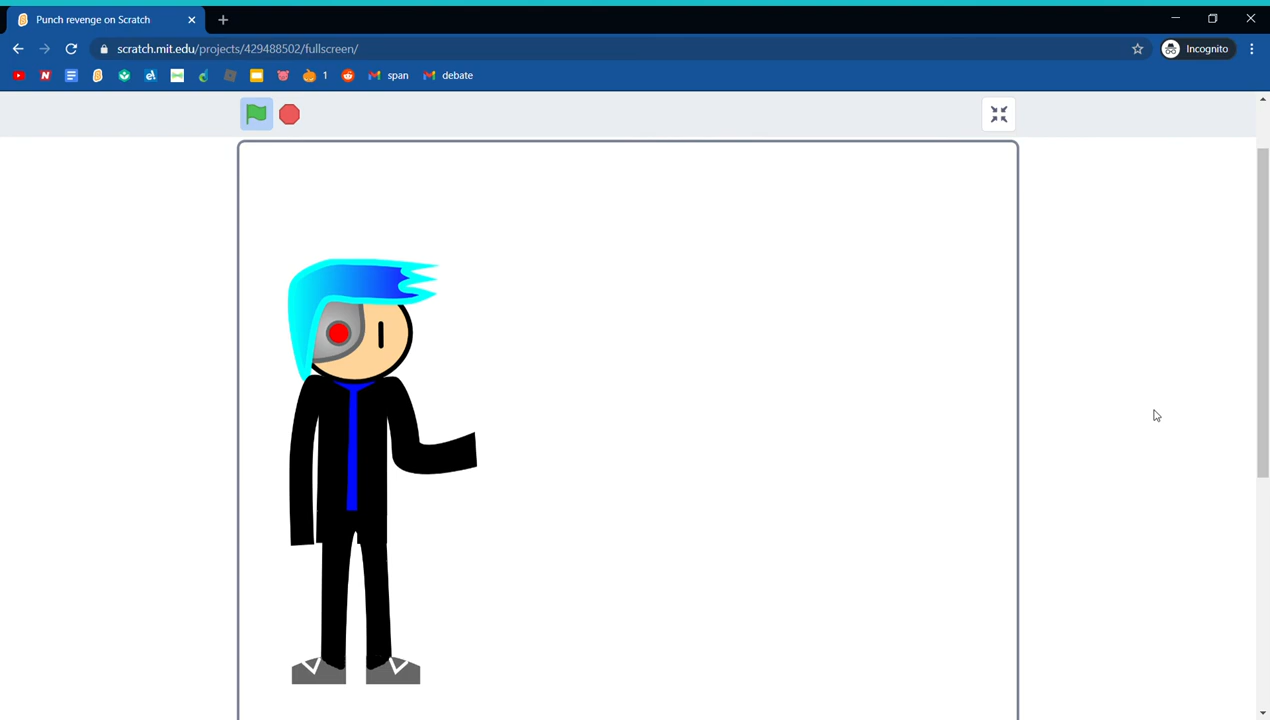 Punch revenge on Scratch
scratch.mit.edu/projects/429488502/fullscreen/
Incognito
1
span
debate